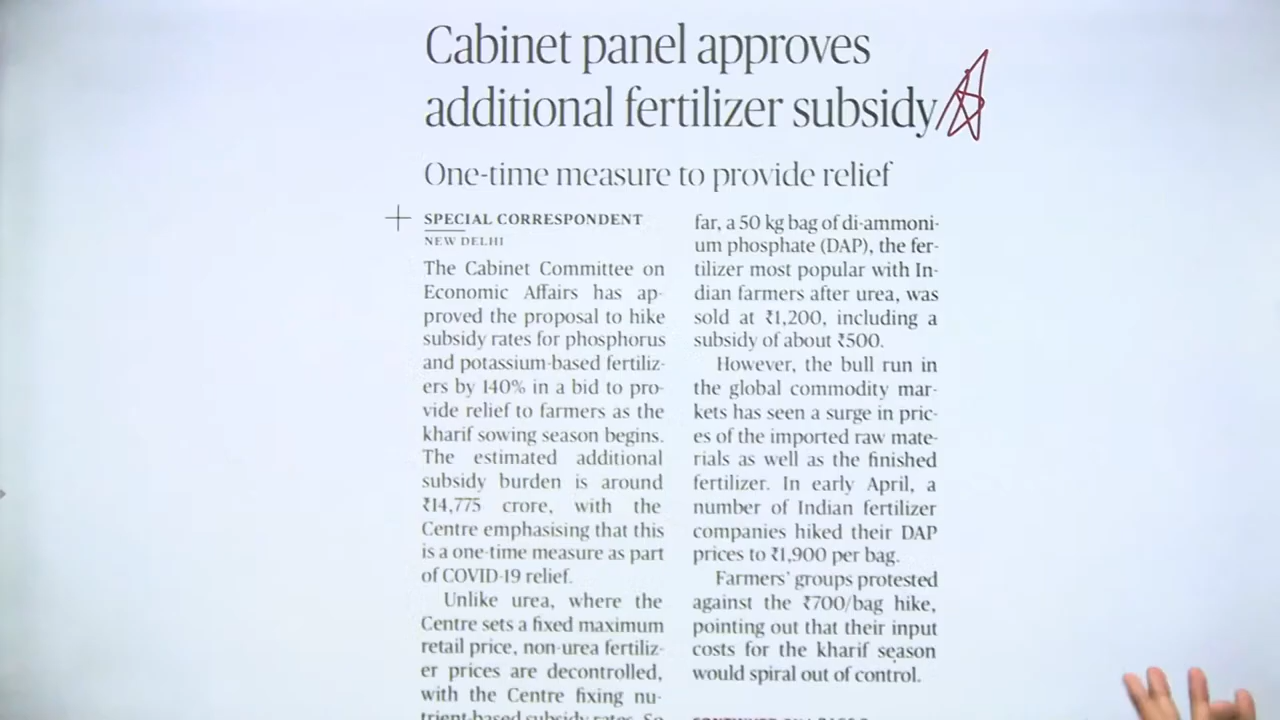 Cabinet panel approves
additional fertilizer subsidy
One-time measure to provide relief
SPECIAL CORRESPONDENT
NEW DELHI
The Cabinet Committee on
Economic Affairs has ap-
proved the proposal to hike
subsidy rates for phosphorus
and potassium-based fertiliz-
ers by 140% in a bid to pro-
vide relief to farmers as the
kharif sowing season begins.
The estimated additional
subsidy burden is around
₹14,775 crore, with the
Centre emphasising that this
is a one-time measure as part
of COVID-19 relief.
Unlike urea, where the
Centre sets a fixed maximum
retail price, non-urea fertiliz-
er prices are decontrolled,
with the Centre fixing nu-
trient-based subsidy rates. So
far, a 50 kg bag of di-ammoni-
um phosphate (DAP), the fer-
tilizer most popular with In-
dian farmers after urea, was
sold at ₹1,200, including a
subsidy of about ₹500.
However, the bull run in
the global commodity mar-
kets has seen a surge in pric-
es of the imported raw mate-
rials as well as the finished
fertilizer. In early April, a
number of Indian fertilizer
companies hiked their DAP
prices to ₹1,900 per bag.
Farmers' groups protested
against the ₹700/bag hike,
pointing out that their input
costs for the kharif season
would spiral out of control.